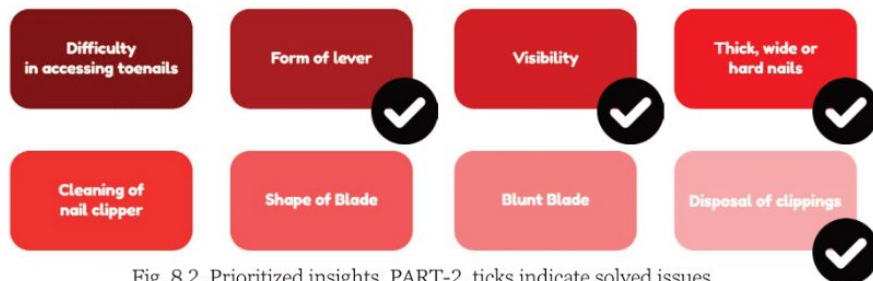 Difficulty
in accessing toenails
Form of lever
Visibility
Thick, wide or
hard nails
Cleaning of
nail clipper
Shape of Blade
Blunt Blade
Disposal of clippings
Fig. 8.2. Prioritized insights, PART-2, ticks indicate solved issues